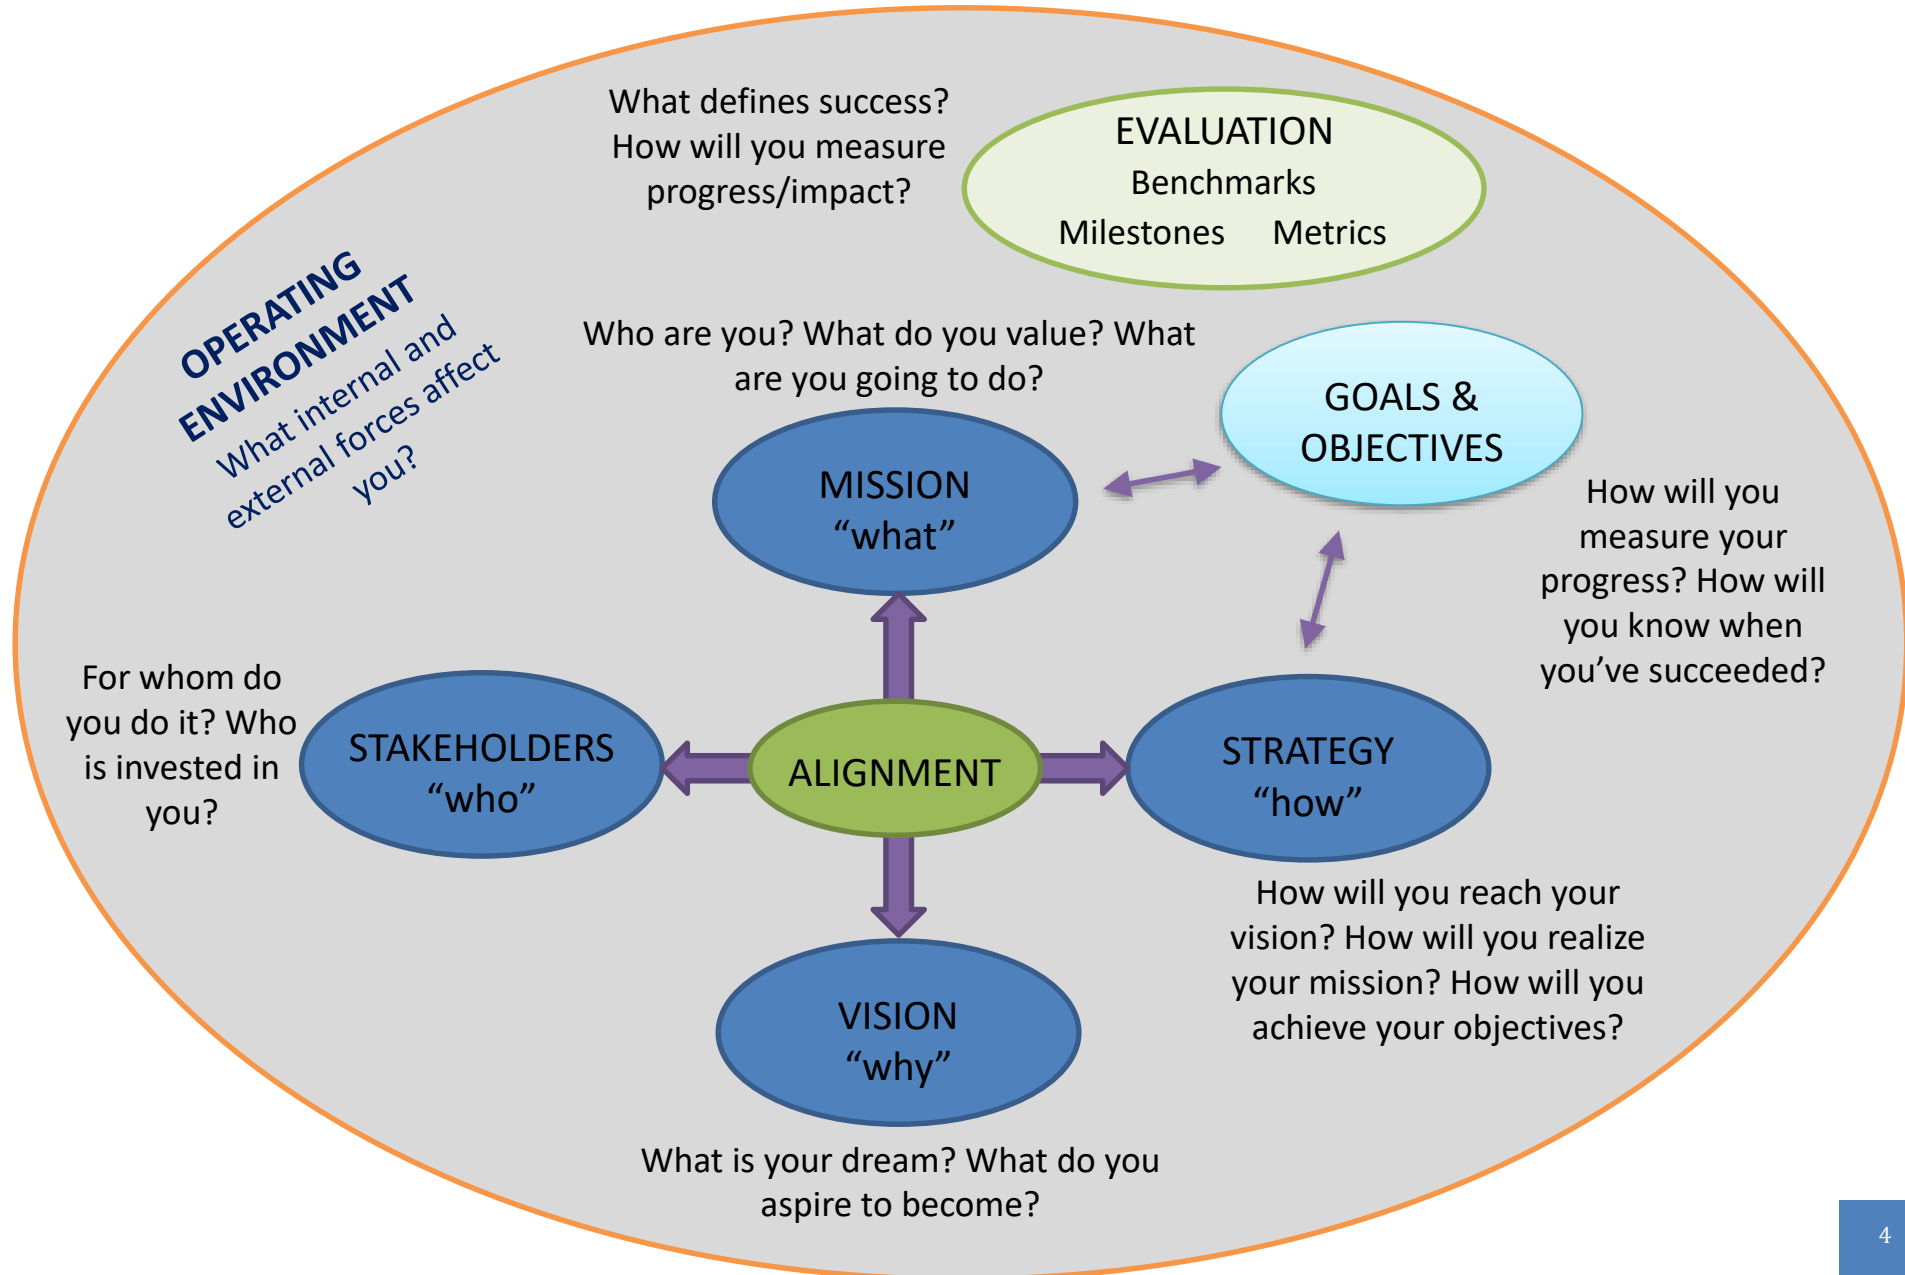 What defines success?
How will you measure
progress/impact?
EVALUATION
Benchmarks
Milestones Metrics
OPERATING
ENVIRONMENT
What internal and
external forces affect
you?
Who are you? What do you value? What
are you going to do?
MISSION
“what”
GOALS &
OBJECTIVES
How will you
measure your
progress? How will
you know when
you’ve succeeded?
For whom do
you do it? Who
is invested in
you?
STAKEHOLDERS
“who”
ALIGNMENT
STRATEGY
“how”
How will you reach your
vision? How will you realize
your mission? How will you
achieve your objectives?
VISION
“why”
What is your dream? What do you
aspire to become?
4